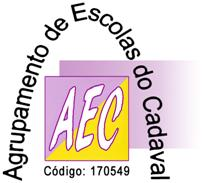 Agrupamento de Escolas do Cadaval
AEC
Código: 170549